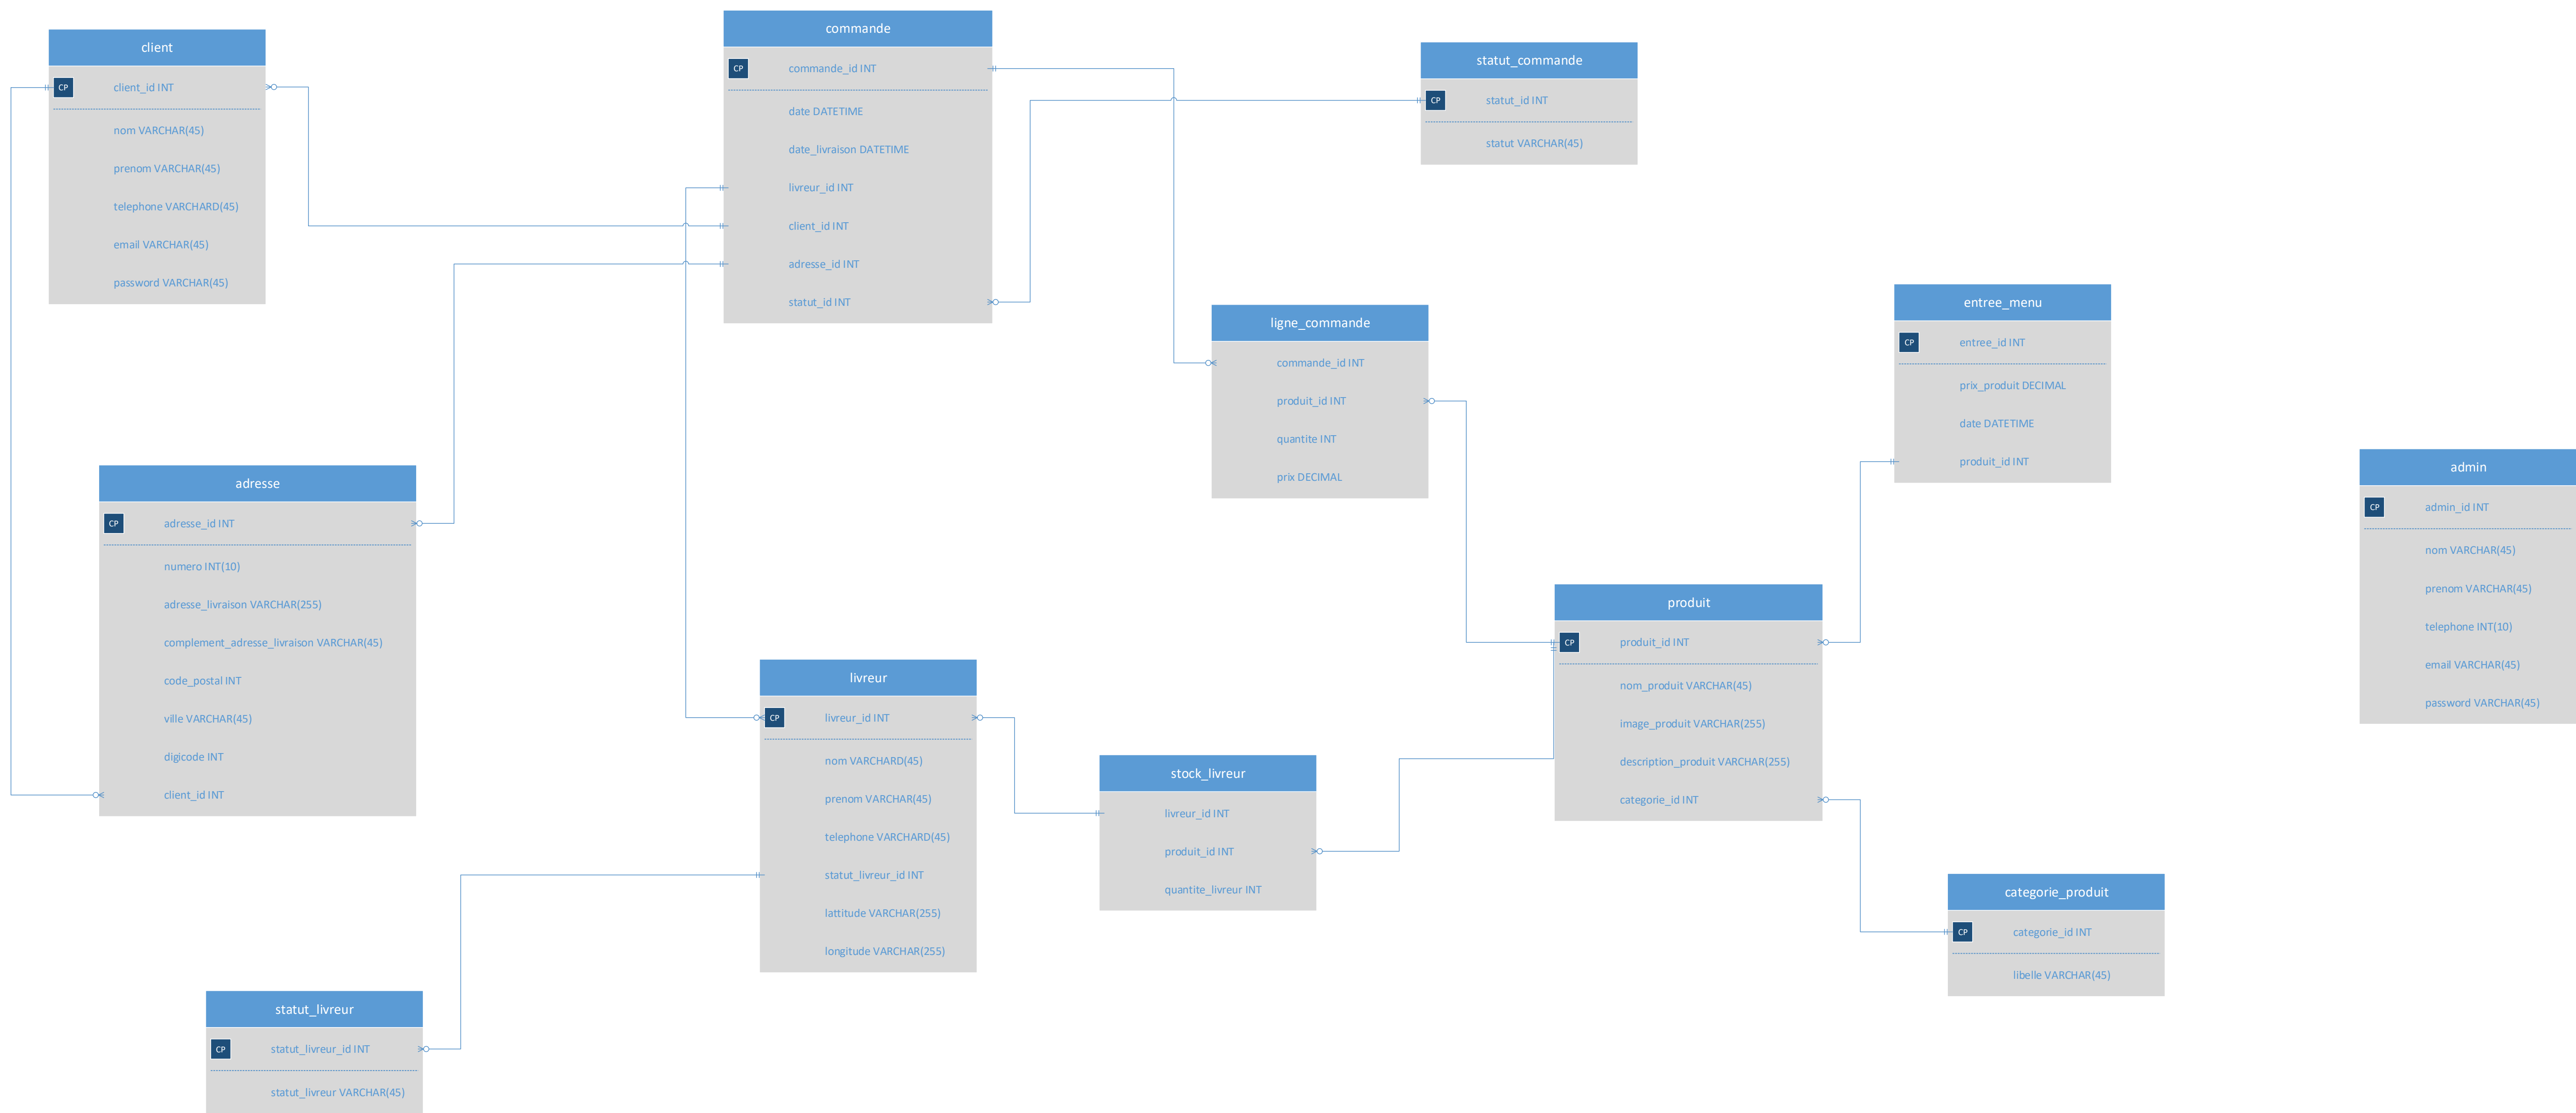 client
CP client_id INT
nom VARCHAR(45)
prenom VARCHAR(45)
telephone VARCHARD(45)
email VARCHAR(45)
password VARCHAR(45)
commande
CP commande_id INT
date DATETIME
date_livraison DATETIME
livreur_id INT
client_id INT
adresse_id INT
statut_id INT
statut_commande
CP statut_id INT
statut VARCHAR(45)
ligne_commande
commande_id INT
produit_id INT
quantite INT
prix DECIMAL
entree_menu
CP entree_id INT
prix_produit DECIMAL
date DATETIME
produit_id INT
admin
CP admin_id INT
nom VARCHAR(45)
prenom VARCHAR(45)
telephone INT(10)
email VARCHAR(45)
password VARCHAR(45)
adresse
CP adresse_id INT
numero INT(10)
adresse_livraison VARCHAR(255)
complement_adresse_livraison VARCHAR(45)
code_postal INT
ville VARCHAR(45)
digicode INT
client_id INT
produit
CP produit_id INT
nom_produit VARCHAR(45)
image_produit VARCHAR(255)
description_produit VARCHAR(255)
categorie_id INT
livreur
CP livreur_id INT
nom VARCHARD(45)
prenom VARCHAR(45)
telephone VARCHARD(45)
statut_livreur_id INT
lattitude VARCHAR(255)
longitude VARCHAR(255)
stock_livreur
livreur_id INT
produit_id INT
quantite_livreur INT
categorie_produit
CP categorie_id INT
libelle VARCHAR(45)
statut_livreur
CP statut_livreur_id INT
statut_livreur VARCHAR(45)